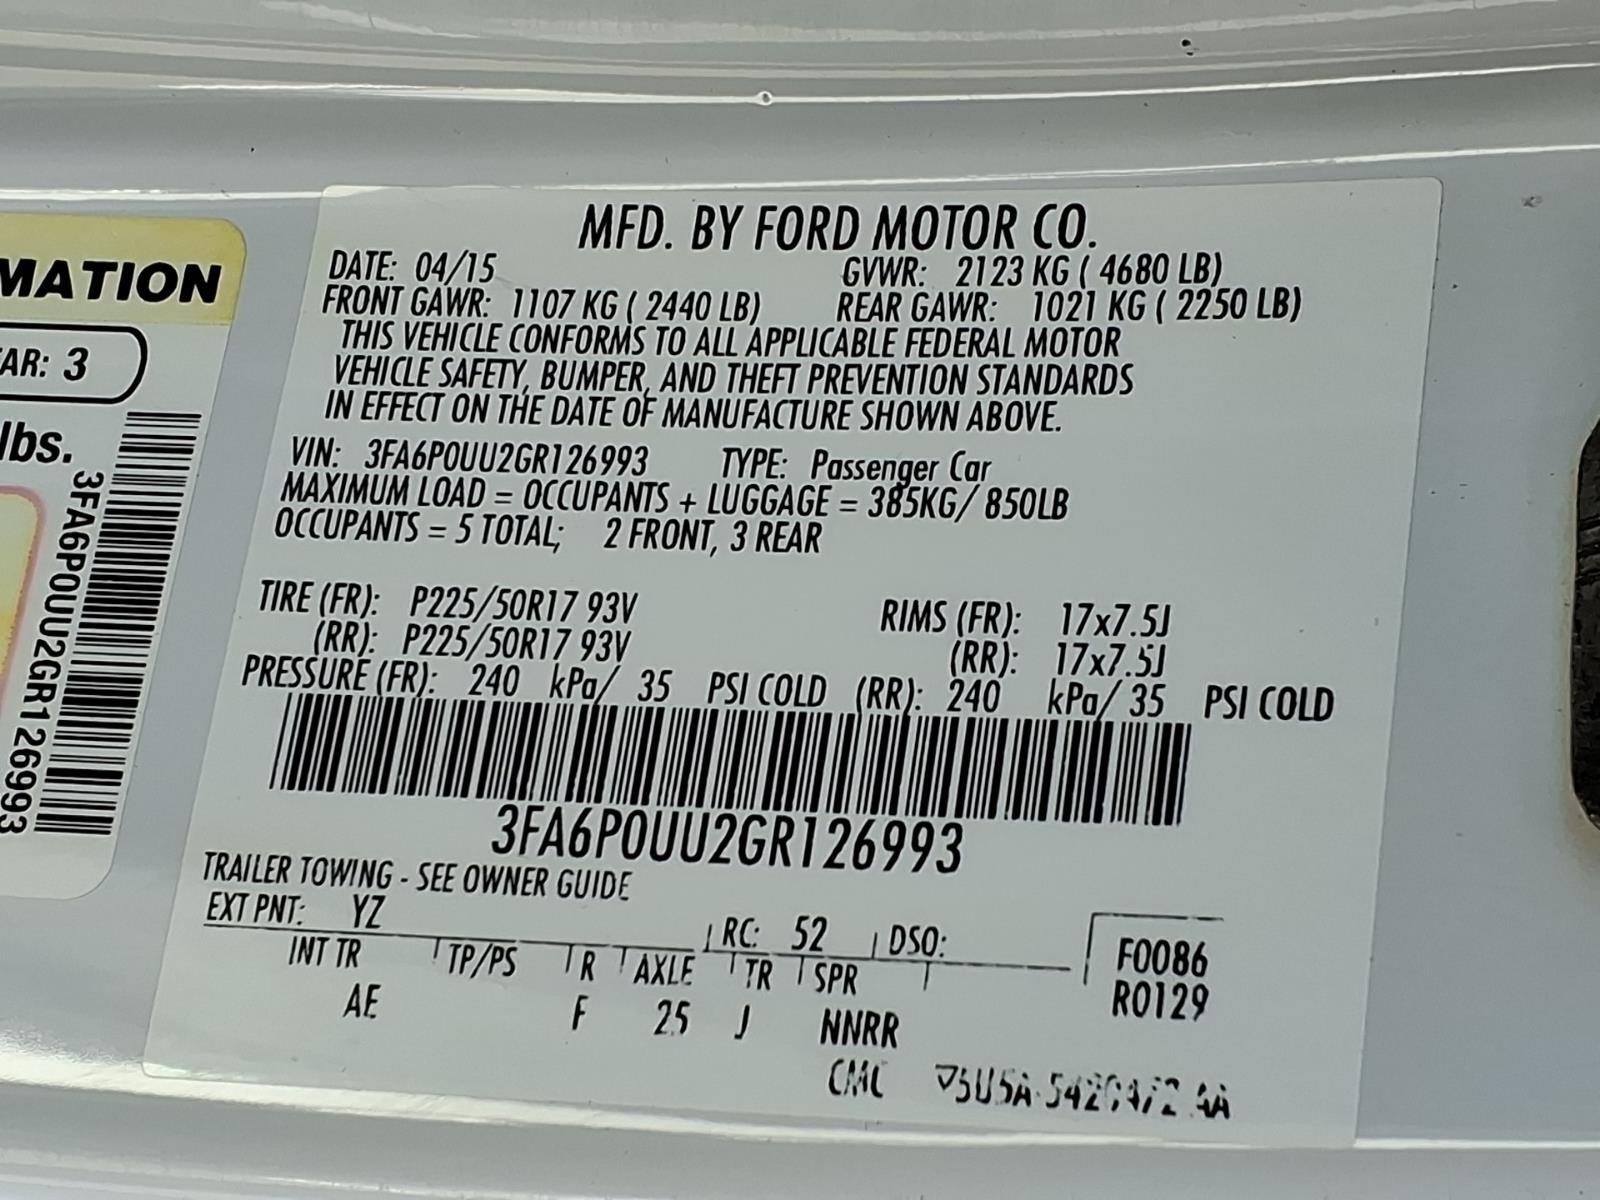 MATION
AR: 3
lbs.
3FA6P0UU2GR126993
MFD. BY FORD MOTOR CO.
DATE: 04/15 GVWR: 2123 KG ( 4680 LB)
FRONT GAWR: 1107 KG ( 2440 LB) REAR GAWR: 1021 KG ( 2250 LB)
THIS VEHICLE CONFORMS TO ALL APPLICABLE FEDERAL MOTOR
VEHICLE SAFETY, BUMPER, AND THEFT PREVENTION STANDARDS
IN EFFECT ON THE DATE OF MANUFACTURE SHOWN ABOVE.
VIN: 3FA6P0UU2GR126993 TYPE: Passenger Car
MAXIMUM LOAD = OCCUPANTS + LUGGAGE = 385KG/ 850LB
OCCUPANTS = 5 TOTAL; 2 FRONT, 3 REAR
TIRE (FR): P225/50R17 93V RIMS (FR): 17x7.5J
(RR): P225/50R17 93V (RR): 17x7.5J
PRESSURE (FR): 240 kPa/ 35 PSI COLD (RR): 240 kPa/ 35 PSI COLD
3FA6P0UU2GR126993
TRAILER TOWING - SEE OWNER GUIDE
EXT PNT: YZ RC: 52 DSO:
INT TR TP/PS R AXLE TR SPR
AE F 25 J NNRR
F0086
R0129
CMC